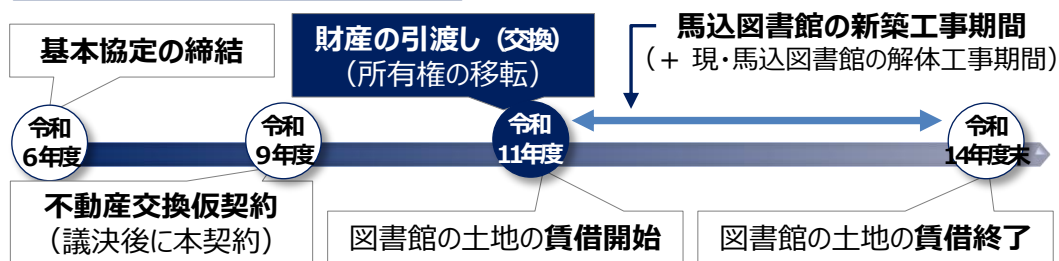 基本協定の締結
財産の引渡し（交換）
（所有権の移転）
馬込図書館の新築工事期間
（＋ 現・馬込図書館の解体工事期間）
令和
6年度
令和
9年度
令和
11年度
令和
14年度末
不動産交換仮契約
（議決後に本契約）
図書館の土地の賃借開始
図書館の土地の賃借終了